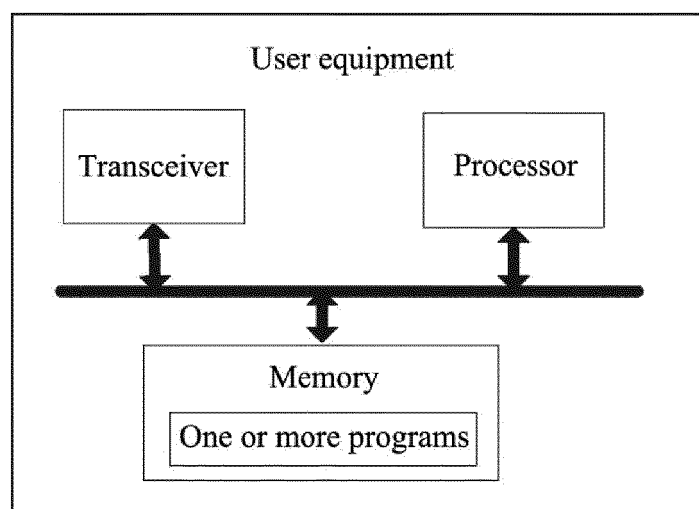 User equipment
Transceiver
Processor
Memory
One or more programs